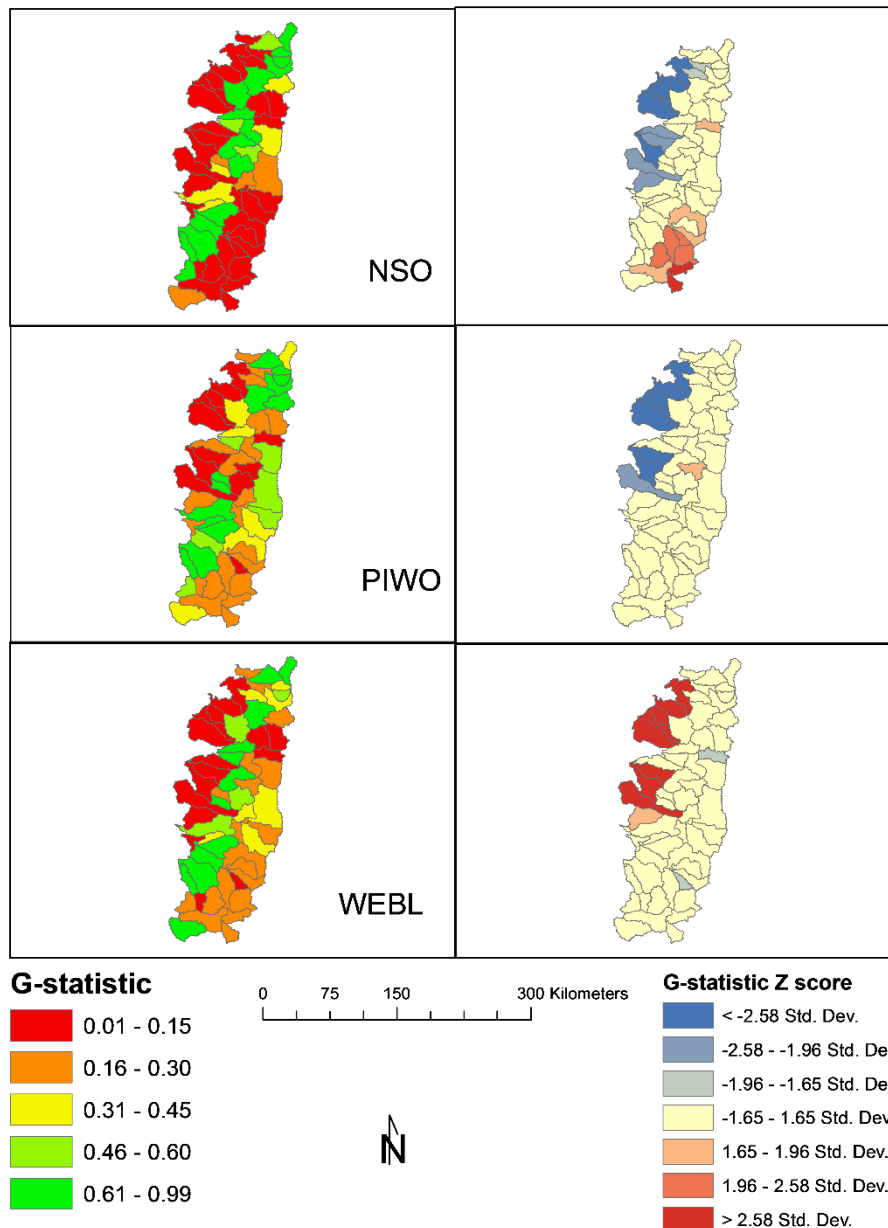 NSO
PIWO
WEBL
G-statistic
0.01 - 0.15
0.16 - 0.30
0.31 - 0.45
0.46 - 0.60
0.61 - 0.99
0 75 150 300 Kilometers
N
G-statistic Z score
< -2.58 Std. Dev.
-2.58 - -1.96 Std. De
-1.96 - -1.65 Std. De
-1.65 - 1.65 Std. Dev
1.65 - 1.96 Std. Dev.
1.96 - 2.58 Std. Dev.
> 2.58 Std. Dev.